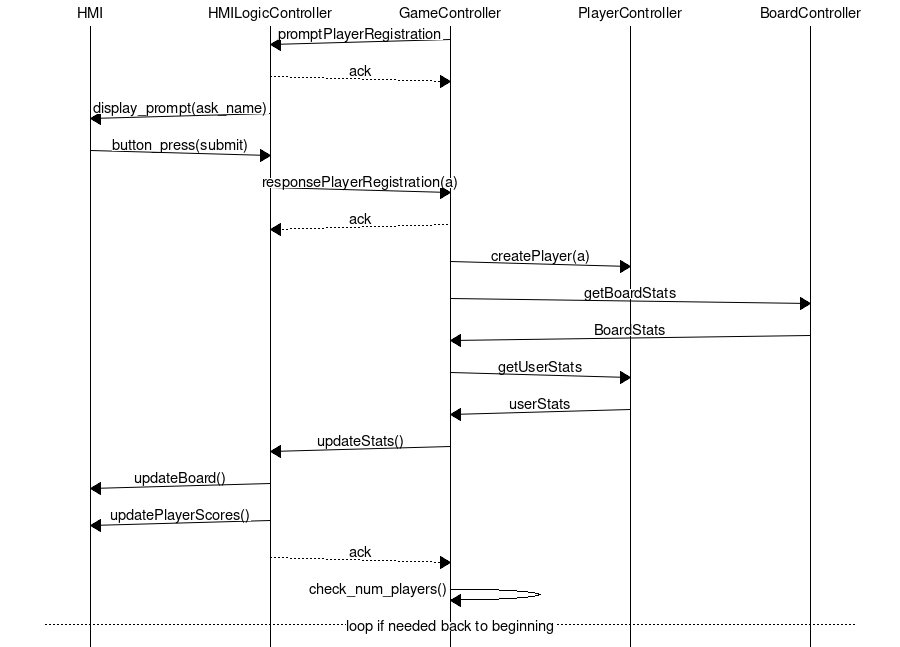 HMI HMILogicController GameController PlayerController BoardController
promptPlayerRegistration
ack
display_prompt(ask_name)
button_press(submit)
responsePlayerRegistration(a)
ack
createPlayer(a)
getBoardStats
BoardStats
getUserStats
userStats
updateStats()
updateBoard()
updatePlayerScores()
ack
check_num_players()
loop if needed back to beginning